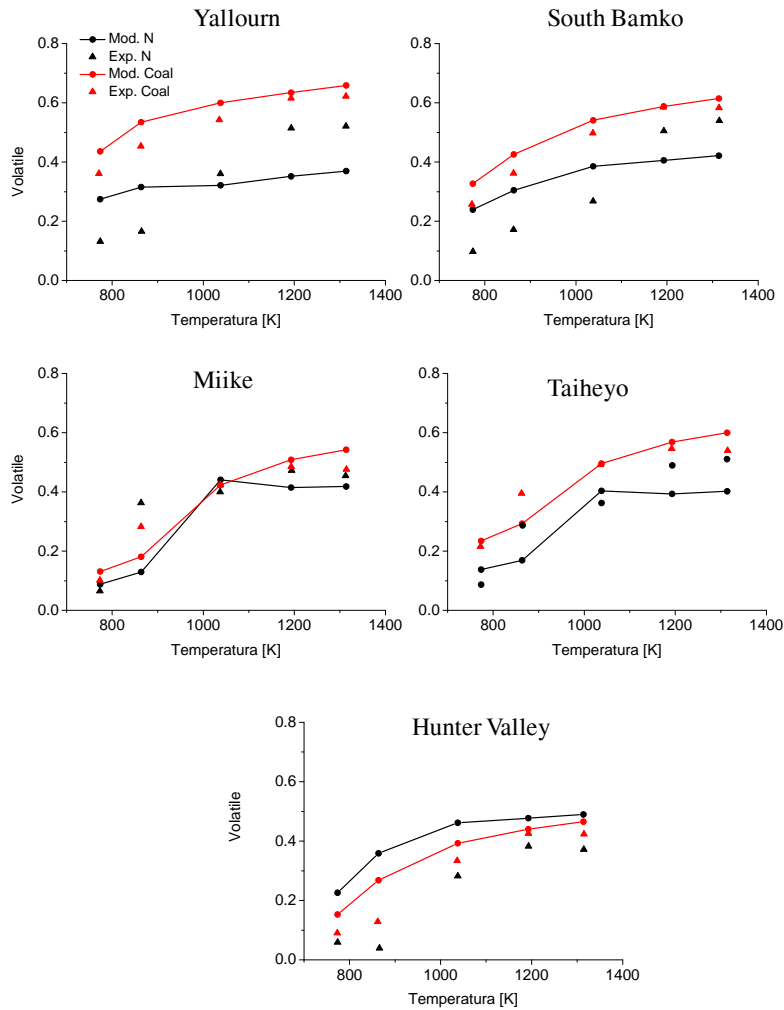 Yallourn
South Bamko
Mod. N
Exp. N
Mod. Coal
Exp. Coal
Volatile
0.8
0.6
0.4
0.2
0.0
800 1000 1200 1400
Temperatura [K]
0.8
0.6
0.4
0.2
0.0
800 1000 1200 1400
Temperatura [K]
Miike
Volatile
0.8
0.6
0.4
0.2
0.0
800 1000 1200 1400
Temperatura [K]
Taiheyo
0.8
0.6
0.4
0.2
0.0
800 1000 1200 1400
Temperatura [K]
Hunter Valley
Volatile
0.8
0.6
0.4
0.2
0.0
800 1000 1200 1400
Temperatura [K]